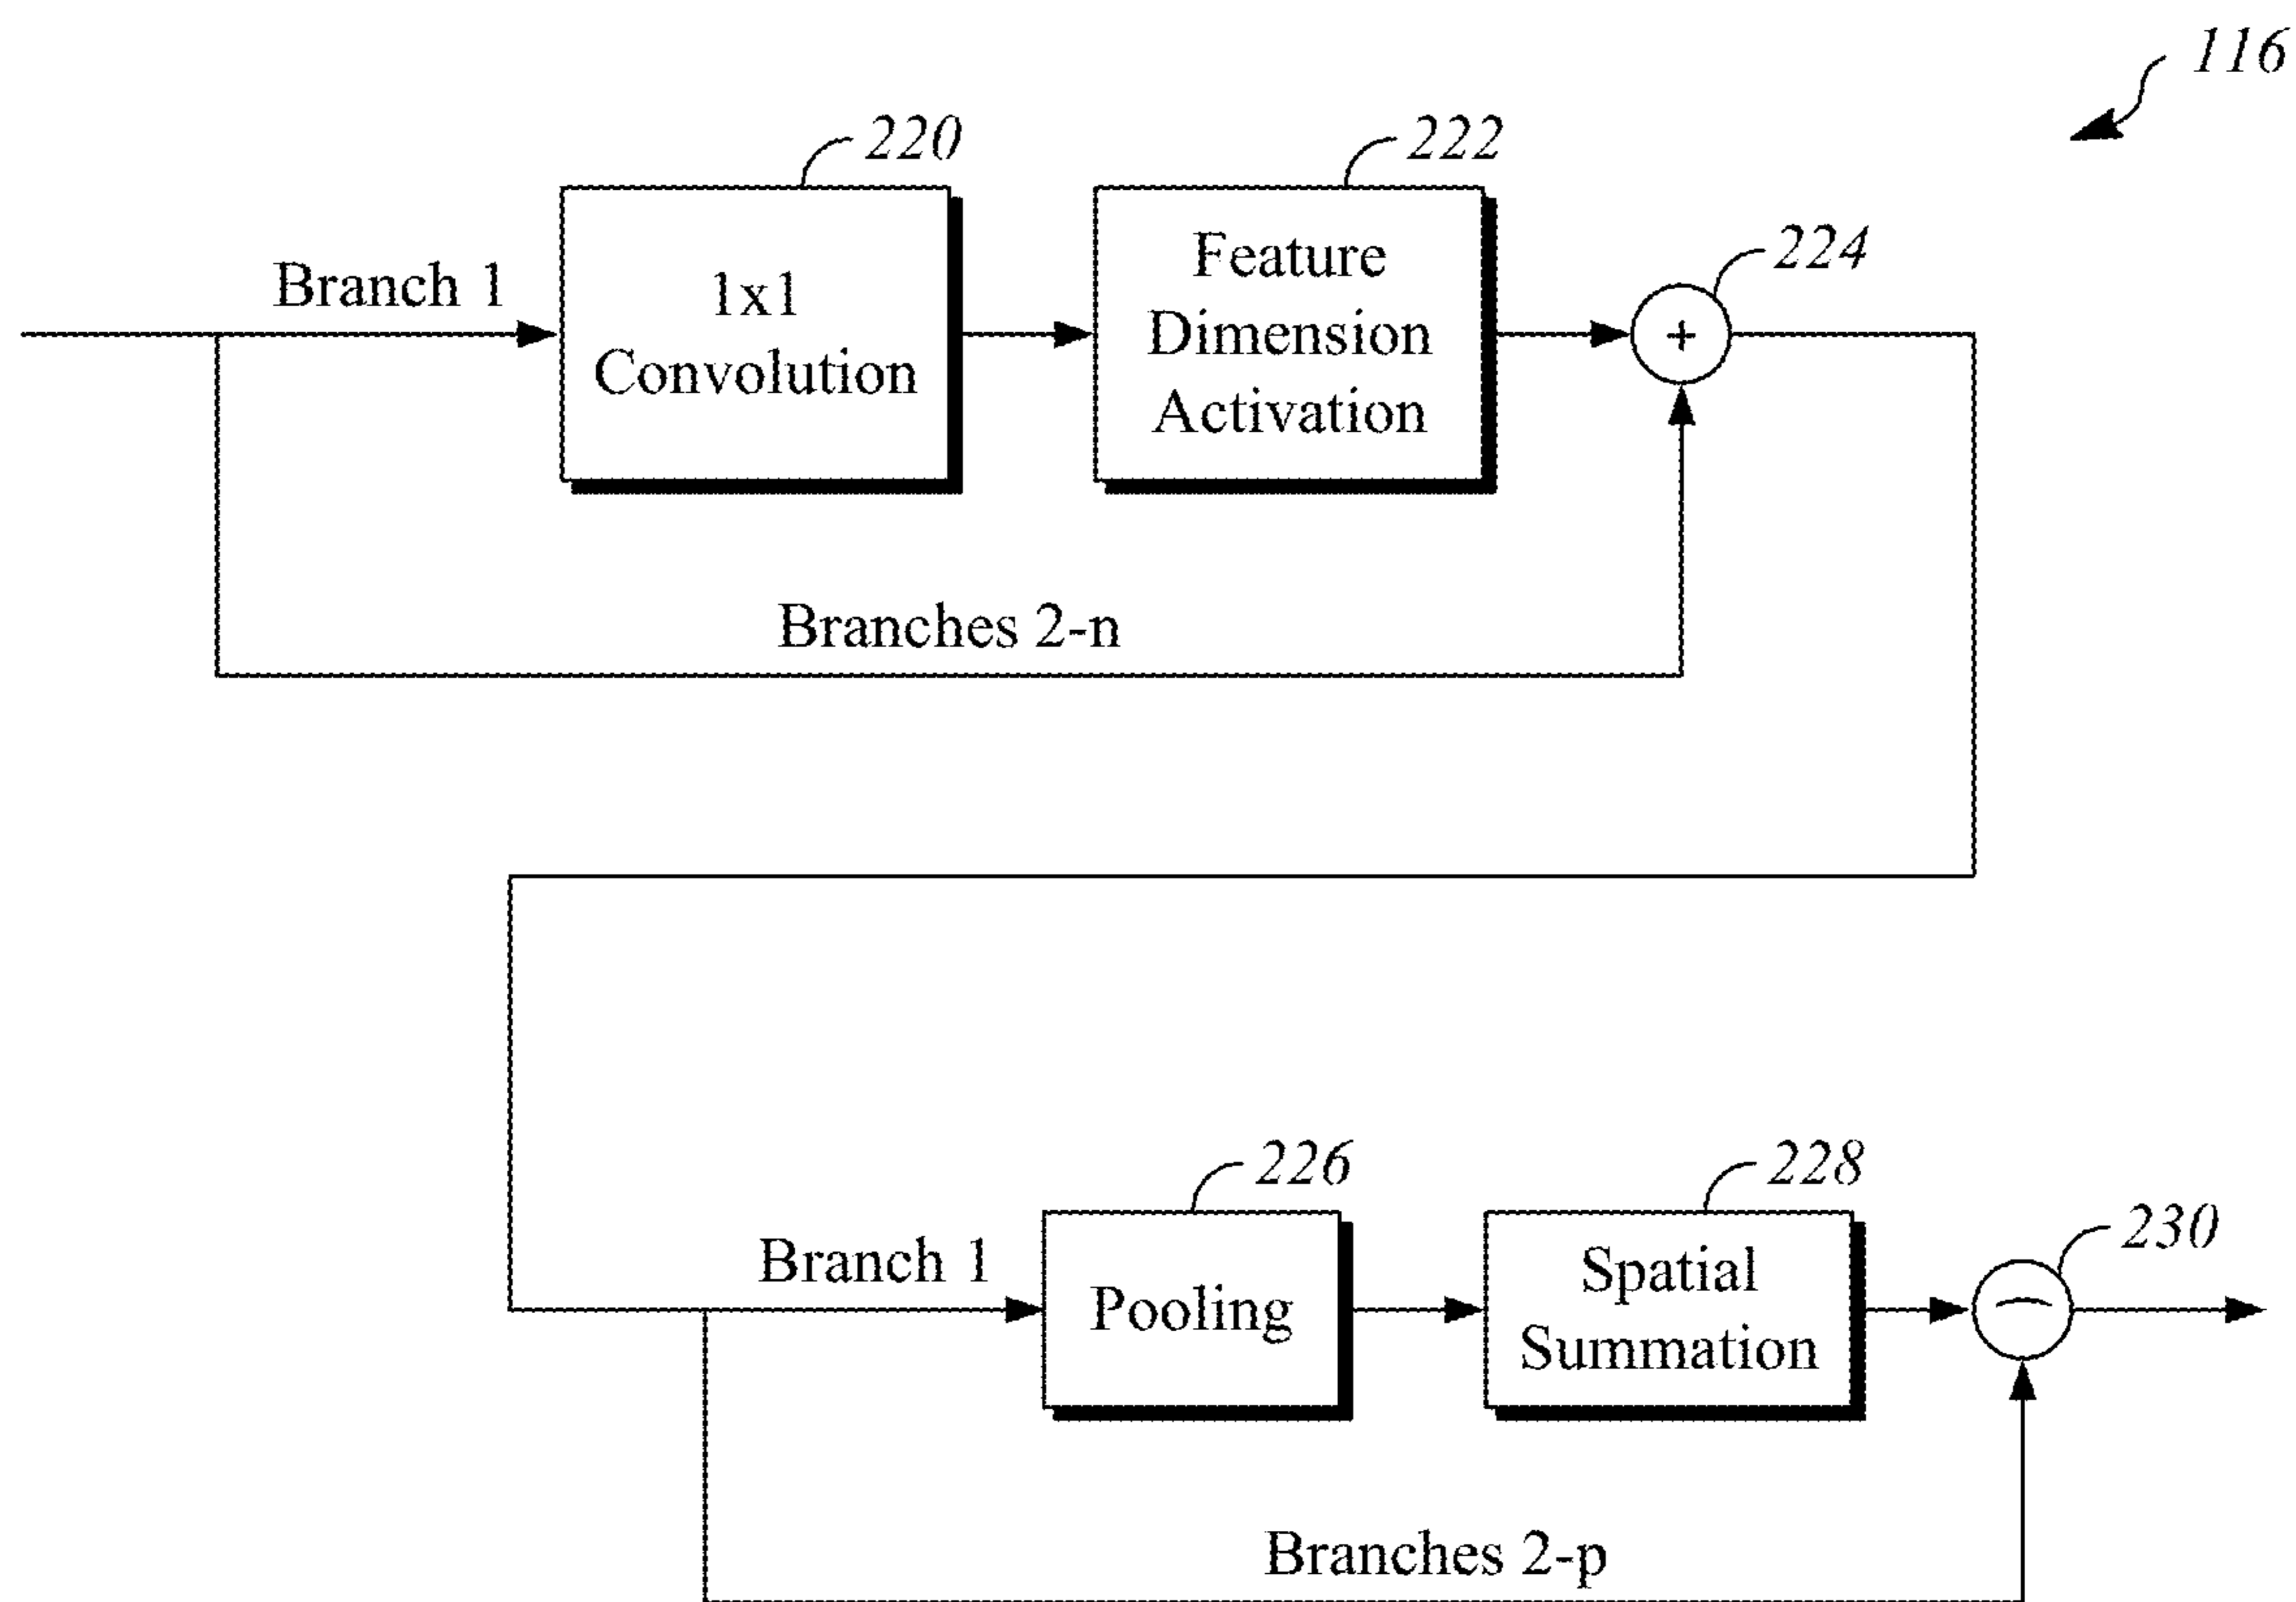 116
220
222
Branch 1
1x1
Convolution
Feature
Dimension
Activation
224
+
Branches 2-n
226
228
230
Branch 1
Pooling
Spatial
Summation
Branches 2-p